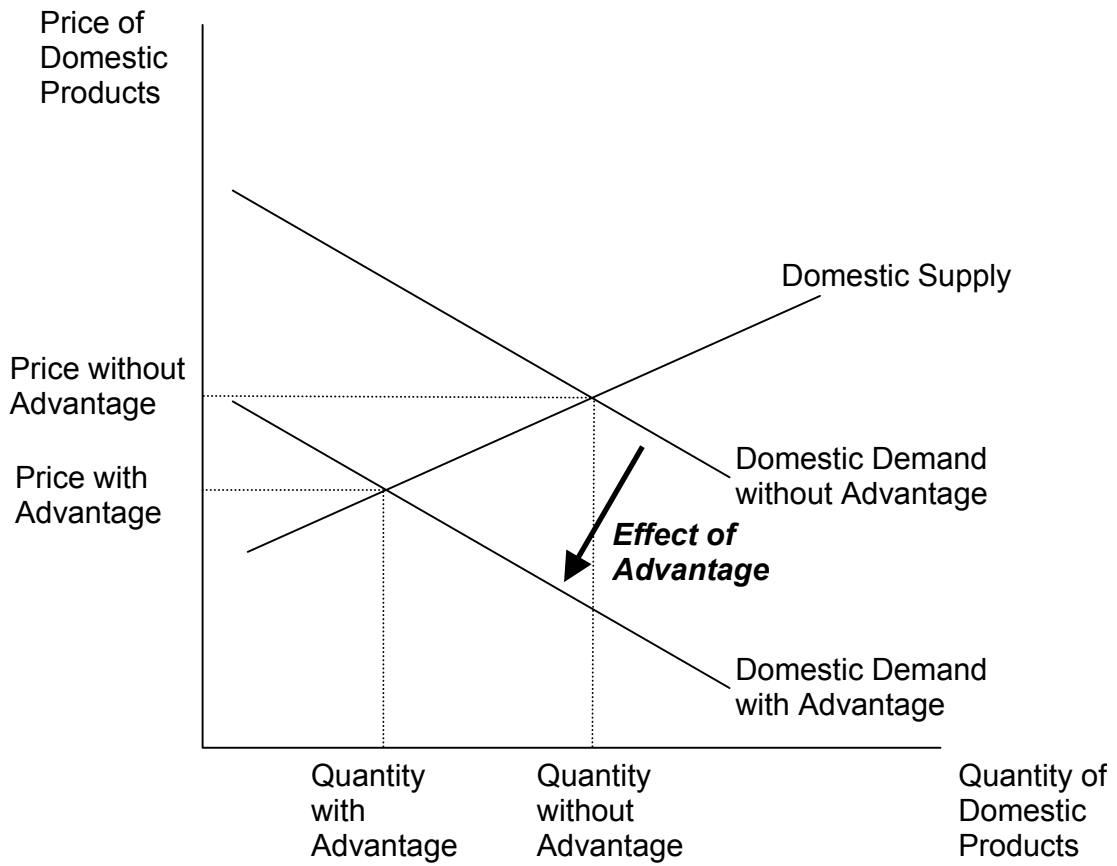 Price of
Domestic
Products
Domestic Supply
Price without
Advantage
Price with
Advantage
Domestic Demand
without Advantage
Effect of
Advantage
Domestic Demand
with Advantage
Quantity
with
Advantage
Quantity
without
Advantage
Quantity of
Domestic
Products